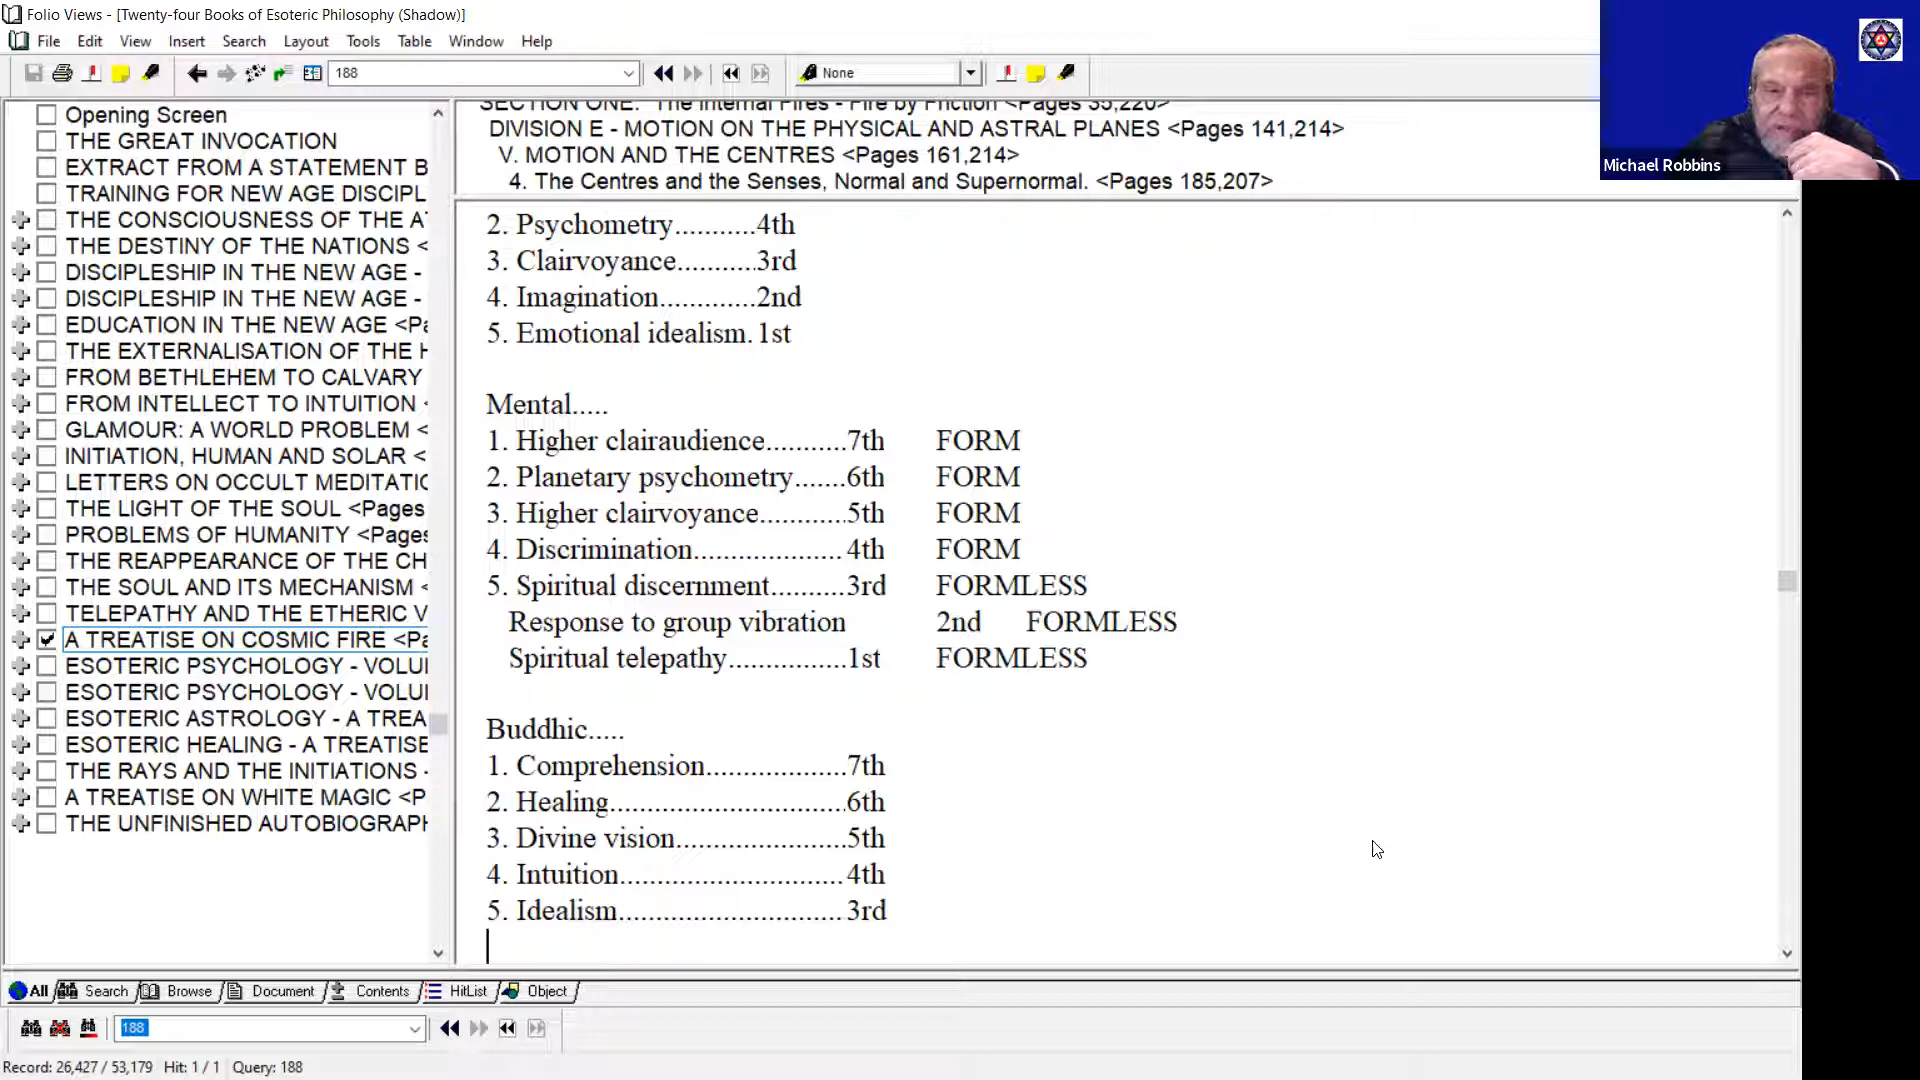 Folio Views - [Twenty-four Books of Esoteric Philosophy (Shadow)]
File Edit View Insert Search Layout Tools Table Window Help
188
None
Opening Screen
THE GREAT INVOCATION
EXTRACT FROM A STATEMENT B
TRAINING FOR NEW AGE DISCIPL
THE CONSCIOUSNESS OF THE A
THE DESTINY OF THE NATIONS <
DISCIPLESHIP IN THE NEW AGE -
DISCIPLESHIP IN THE NEW AGE -
EDUCATION IN THE NEW AGE <Pa
THE EXTERNALISATION OF THE H
FROM BETHLEHEM TO CALVARY
FROM INTELLECT TO INTUITION <
GLAMOUR: A WORLD PROBLEM <
INITIATION, HUMAN AND SOLAR <
LETTERS ON OCCULT MEDITATIO
THE LIGHT OF THE SOUL <Pages
PROBLEMS OF HUMANITY <Pages
THE REAPPEARANCE OF THE CH
THE SOUL AND ITS MECHANISM <
TELEPATHY AND THE ETHERIC V
A TREATISE ON COSMIC FIRE <Pa
ESOTERIC PSYCHOLOGY - VOLU
ESOTERIC PSYCHOLOGY - VOLU
ESOTERIC ASTROLOGY - A TREA
ESOTERIC HEALING - A TREATISE
THE RAYS AND THE INITIATIONS -
A TREATISE ON WHITE MAGIC <P
THE UNFINISHED AUTOBIOGRAPH
SECTION ONE: The Internal Fires - Fire by Friction <Pages 35,220>
DIVISION E - MOTION ON THE PHYSICAL AND ASTRAL PLANES <Pages 141,214>
V. MOTION AND THE CENTRES <Pages 161,214>
4. The Centres and the Senses, Normal and Supernormal. <Pages 185,207>
2. Psychometry...........4th
3. Clairvoyance..........3rd
4. Imagination............2nd
5. Emotional idealism. 1st
Mental.....
1. Higher clairaudience...........7th FORM
2. Planetary psychometry.......6th FORM
3. Higher clairvoyance...........5th FORM
4. Discrimination.................... 4th FORM
5. Spiritual discernment..........3rd FORMLESS
Response to group vibration 2nd FORMLESS
Spiritual telepathy...............1st FORMLESS
Buddhic.....
1. Comprehension...................7th
2. Healing................................6th
3. Divine vision.......................5th
4. Intuition..............................4th
5. Idealism..............................3rd
Michael Robbins
All Search Browse Document Contents HitList Object
188
Record: 26,427 / 53,179 Hit: 1 / 1 Query: 188